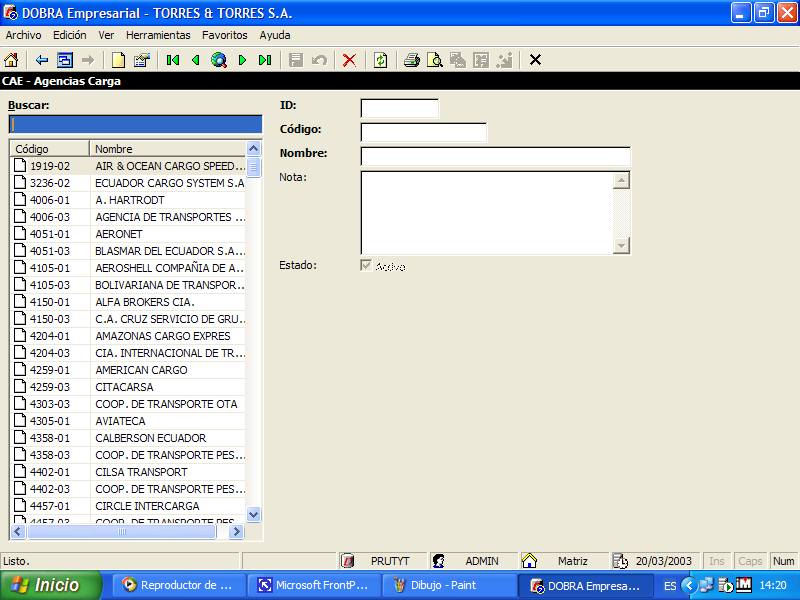 DOBRA Empresarial - TORRES & TORRES S.A.
Archivo Edición Ver Herramientas Favoritos Ayuda
CAE - Agencias Carga
Buscar:
Código Nombre
1919-02 AIR & OCEAN CARGO SPEED...
3236-02 ECUADOR CARGO SYSTEM S.A
4006-01 A. HARTRODT
4006-03 AGENCIA DE TRANSPORTES ...
4051-01 AERONET
4051-03 BLASMAR DEL ECUADOR S.A...
4105-01 AEROSHELL COMPAÑIA DE A...
4105-03 BOLIVARIANA DE TRANSPOR...
4150-01 ALFA BROKERS CIA.
4150-03 C.A. CRUZ SERVICIO DE GRU...
4204-01 AMAZONAS CARGO EXPRES
4204-03 CIA. INTERNACIONAL DE TR...
4259-01 AMERICAN CARGO
4259-03 CITACARSA
4303-03 COOP. DE TRANSPORTE OTA
4305-01 AVIATECA
4358-01 CALBERSON ECUADOR
4358-03 COOP. DE TRANSPORTE PES...
4402-01 CILSA TRANSPORT
4402-03 COOP. DE TRANSPORTE PES...
4457-01 CIRCLE INTERCARGA
4457-03 COOP. DE TRANSPORTE PES...
ID:
Código:
Nombre:
Nota:
Estado: Activo
Listo. PRUTYT ADMIN Matriz 20/03/2003 Ins Caps Num
Inicio Reproductor de ... Microsoft FrontP... Dibujo - Paint DOBRA Empresa... ES 14:20